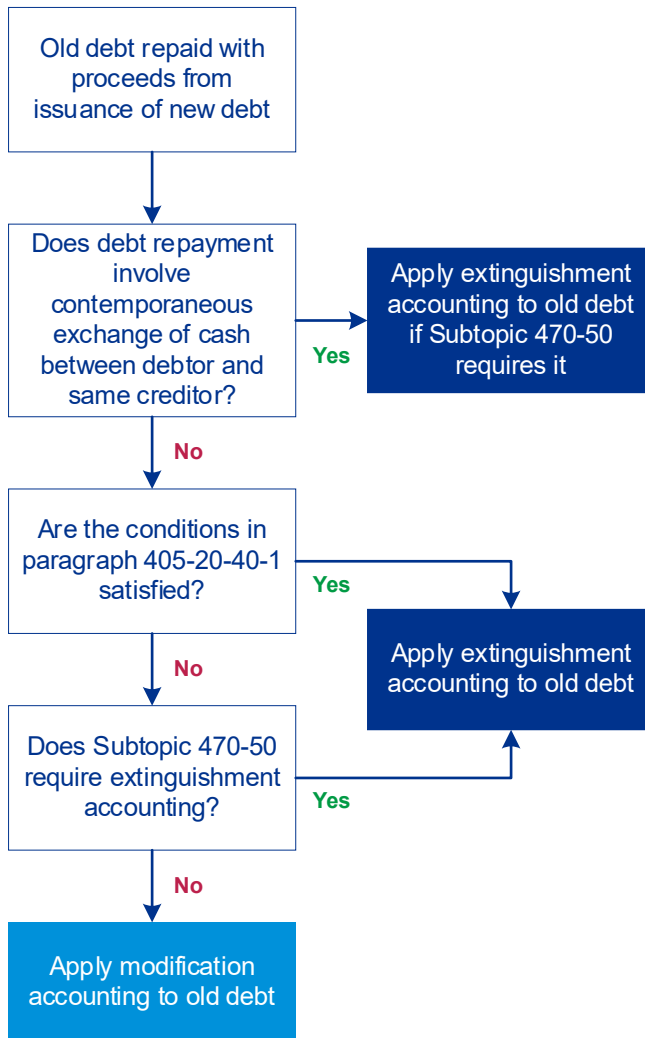 Old debt repaid with
proceeds from
issuance of new debt
Does debt repayment
involve
contemporaneous
exchange of cash
between debtor and
same creditor?
Yes
Apply extinguishment
accounting to old debt
if Subtopic 470-50
requires it
No
Are the conditions in
paragraph 405-20-40-1
satisfied?
Yes
Apply extinguishment
accounting to old debt
No
Does Subtopic 470-50
require extinguishment
accounting?
Yes
No
Apply modification
accounting to old debt